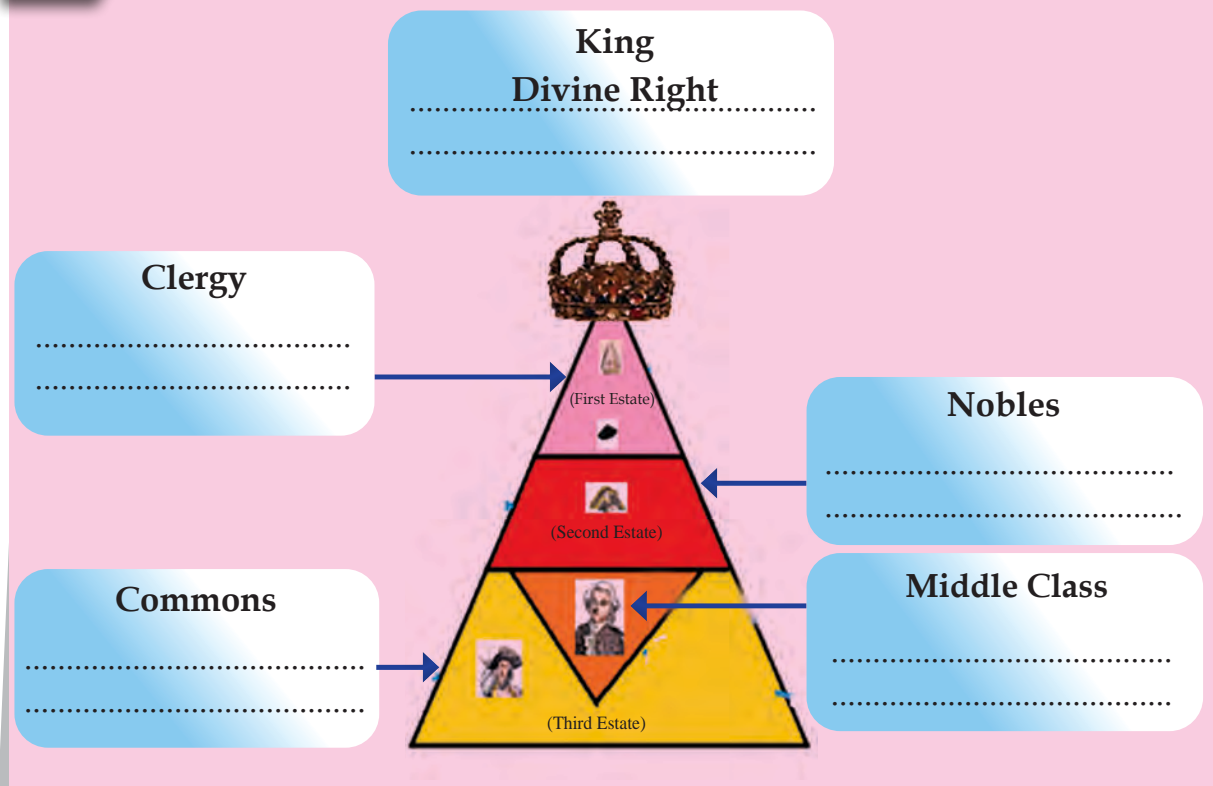 King
Divine Right
..................................................
..................................................
Clergy
......................................
......................................
(First Estate)
Nobles
..........................................
...........................................
(Second Estate)
Commons
.........................................
.........................................
Middle Class
.........................................
.........................................
(Third Estate)